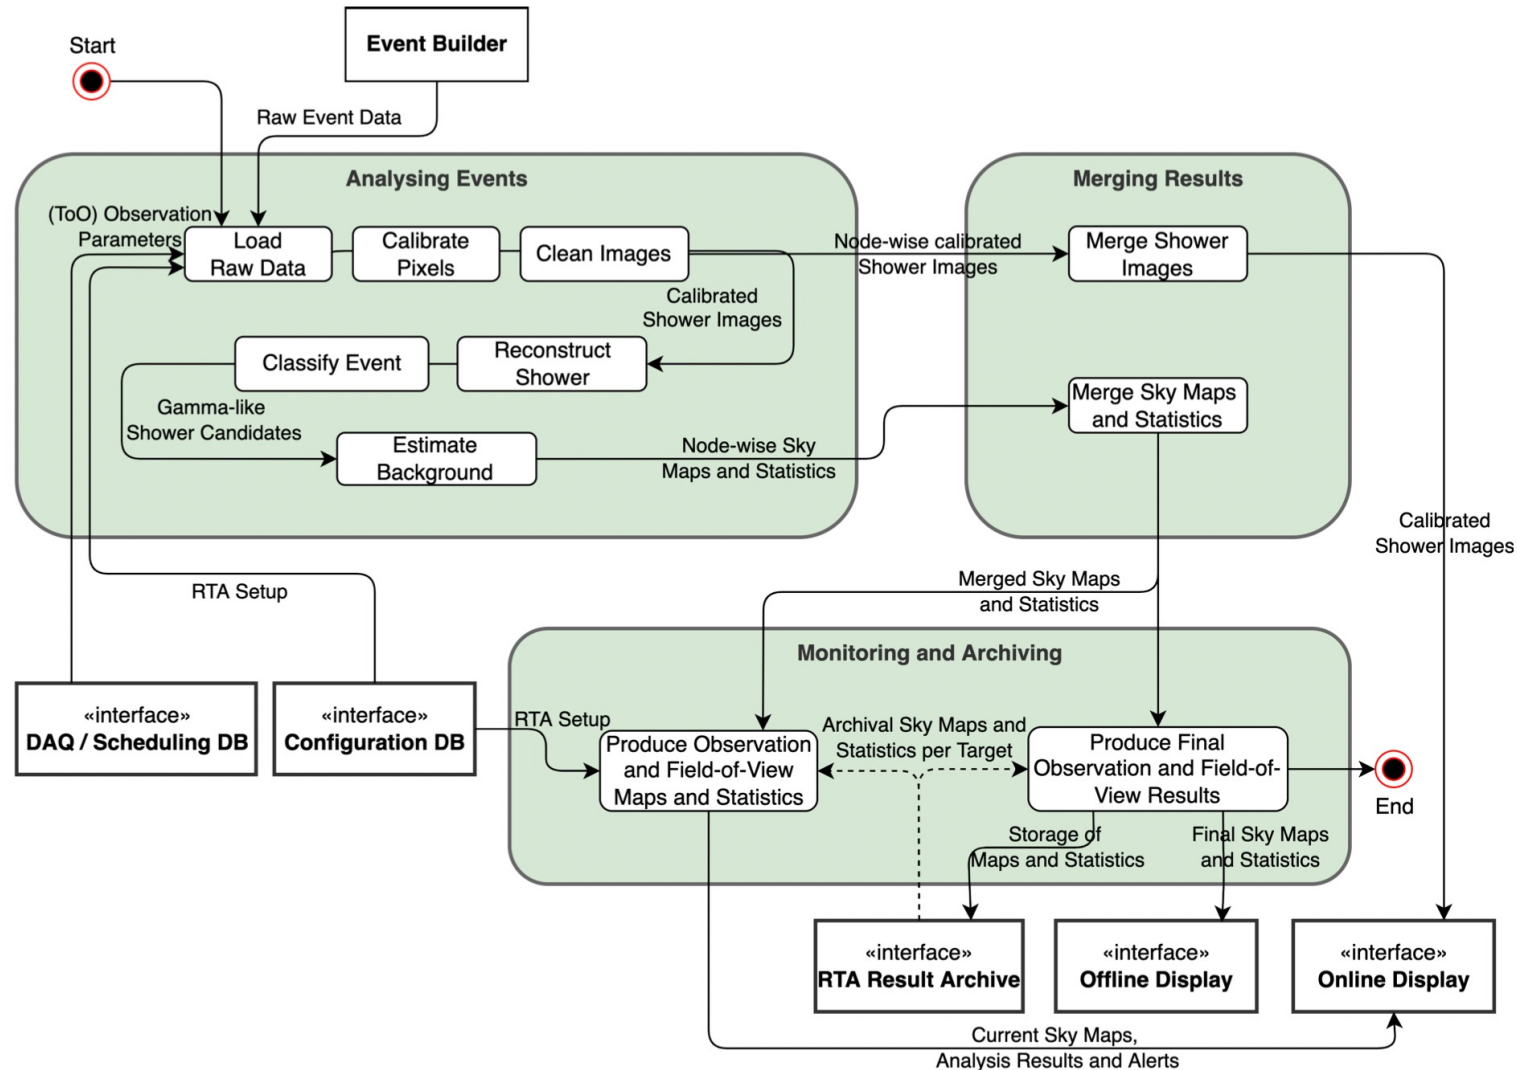 Start
Event Builder
Raw Event Data
Analysing Events
Merging Results
(ToO) Observation
Parameters
Load
Raw Data
Calibrate
Pixels
Clean Images
Node-wise calibrated
Shower Images
Merge Shower
Images
Calibrated
Shower Images
Classify Event
Reconstruct
Shower
Gamma-like
Shower Candidates
Estimate
Background
Node-wise Sky
Maps and Statistics
Merge Sky Maps
and Statistics
Calibrated
Shower Images
RTA Setup
Merged Sky Maps
and Statistics
Monitoring and Archiving
«interface»
DAQ / Scheduling DB
«interface»
Configuration DB
RTA Setup
Produce Observation
and Field-of-View
Maps and Statistics
Archival Sky Maps and
Statistics per Target
Produce Final
Observation and Field-of-
View Results
End
Storage of
Maps and Statistics
Final Sky Maps
and Statistics
«interface»
RTA Result Archive
«interface»
Offline Display
«interface»
Online Display
Current Sky Maps,
Analysis Results and Alerts